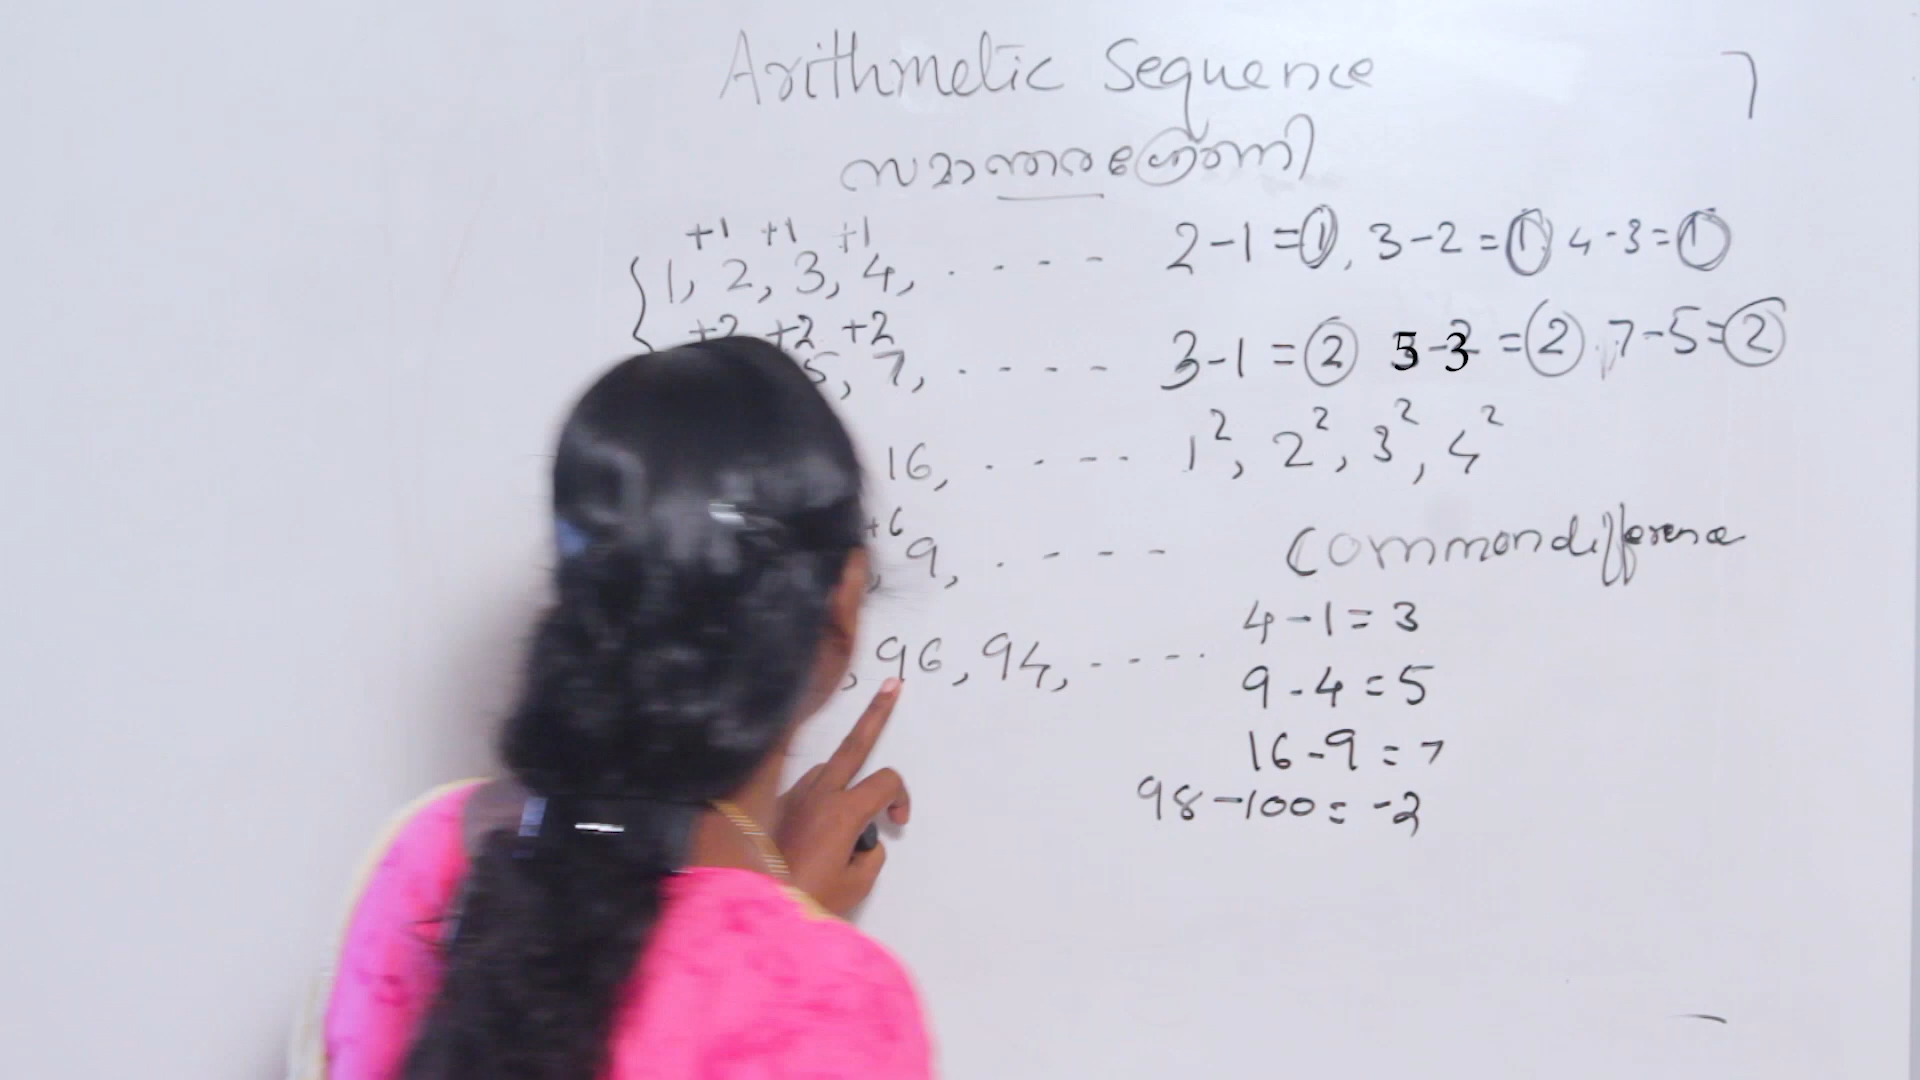 Arithmetic Sequence
സമാന്തരശ്രേണി
+1 +1 +1
1, 2, 3, 4, ..... 2-1=1, 3-2=1 4-3=1
+2 +2 +2
5, 7, ..... 3-1=2 5-3=2 7-5=2
16, ..... 1², 2², 3², 4²
+6
, 9, ..... Common difference
4-1=3
, 96, 94, .....
9-4=5
16-9=7
98-100=-2